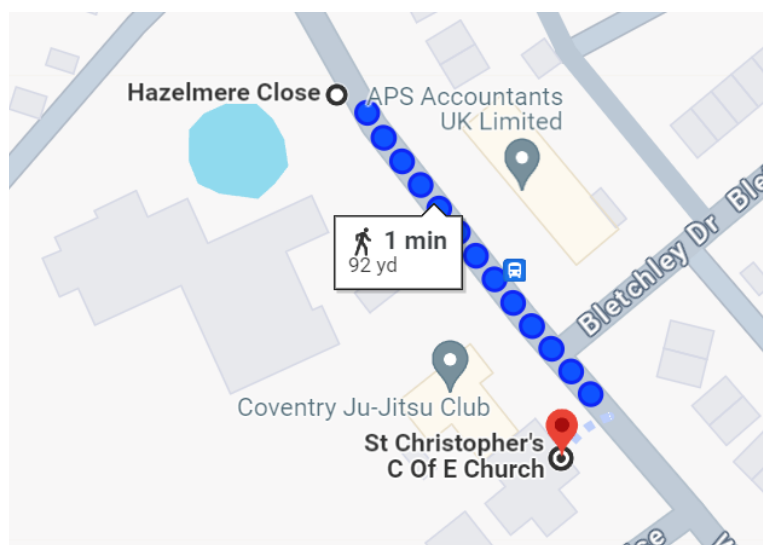 Hazelmere Close
APS Accountants
UK Limited
1 min
92 yd
Bletchley Dr
Coventry Ju-Jitsu Club
St Christopher's
C Of E Church